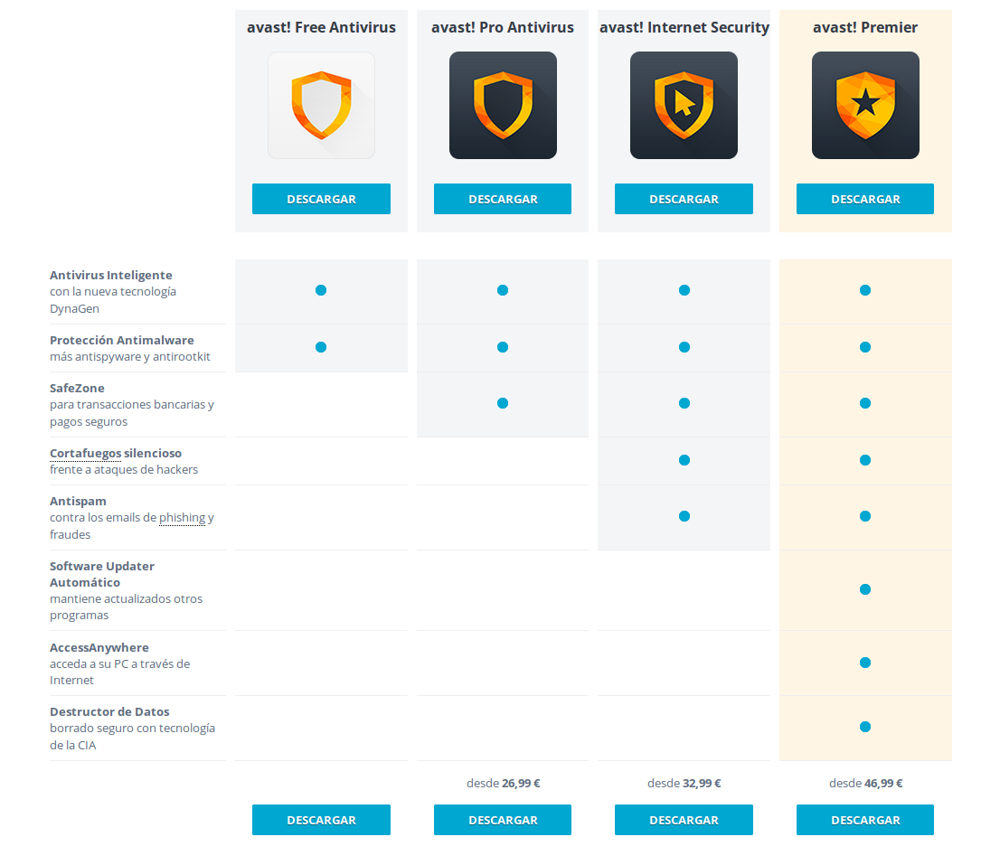 avast! Free Antivirus
avast! Pro Antivirus
avast! Internet Security
avast! Premier
DESCARGAR
DESCARGAR
DESCARGAR
DESCARGAR
Antivirus Inteligente
con la nueva tecnología
DynaGen
Protección Antimalware
más antispyware y antirootkit
SafeZone
para transacciones bancarias y
pagos seguros
Cortafuegos silencioso
frente a ataques de hackers
Antispam
contra los emails de phishing y
fraudes
Software Updater
Automático
mantiene actualizados otros
programas
AccessAnywhere
acceda a su PC a través de
Internet
Destructor de Datos
borrado seguro con tecnología
de la CIA
desde 26,99 €
desde 32,99 €
desde 46,99 €
DESCARGAR
DESCARGAR
DESCARGAR
DESCARGAR